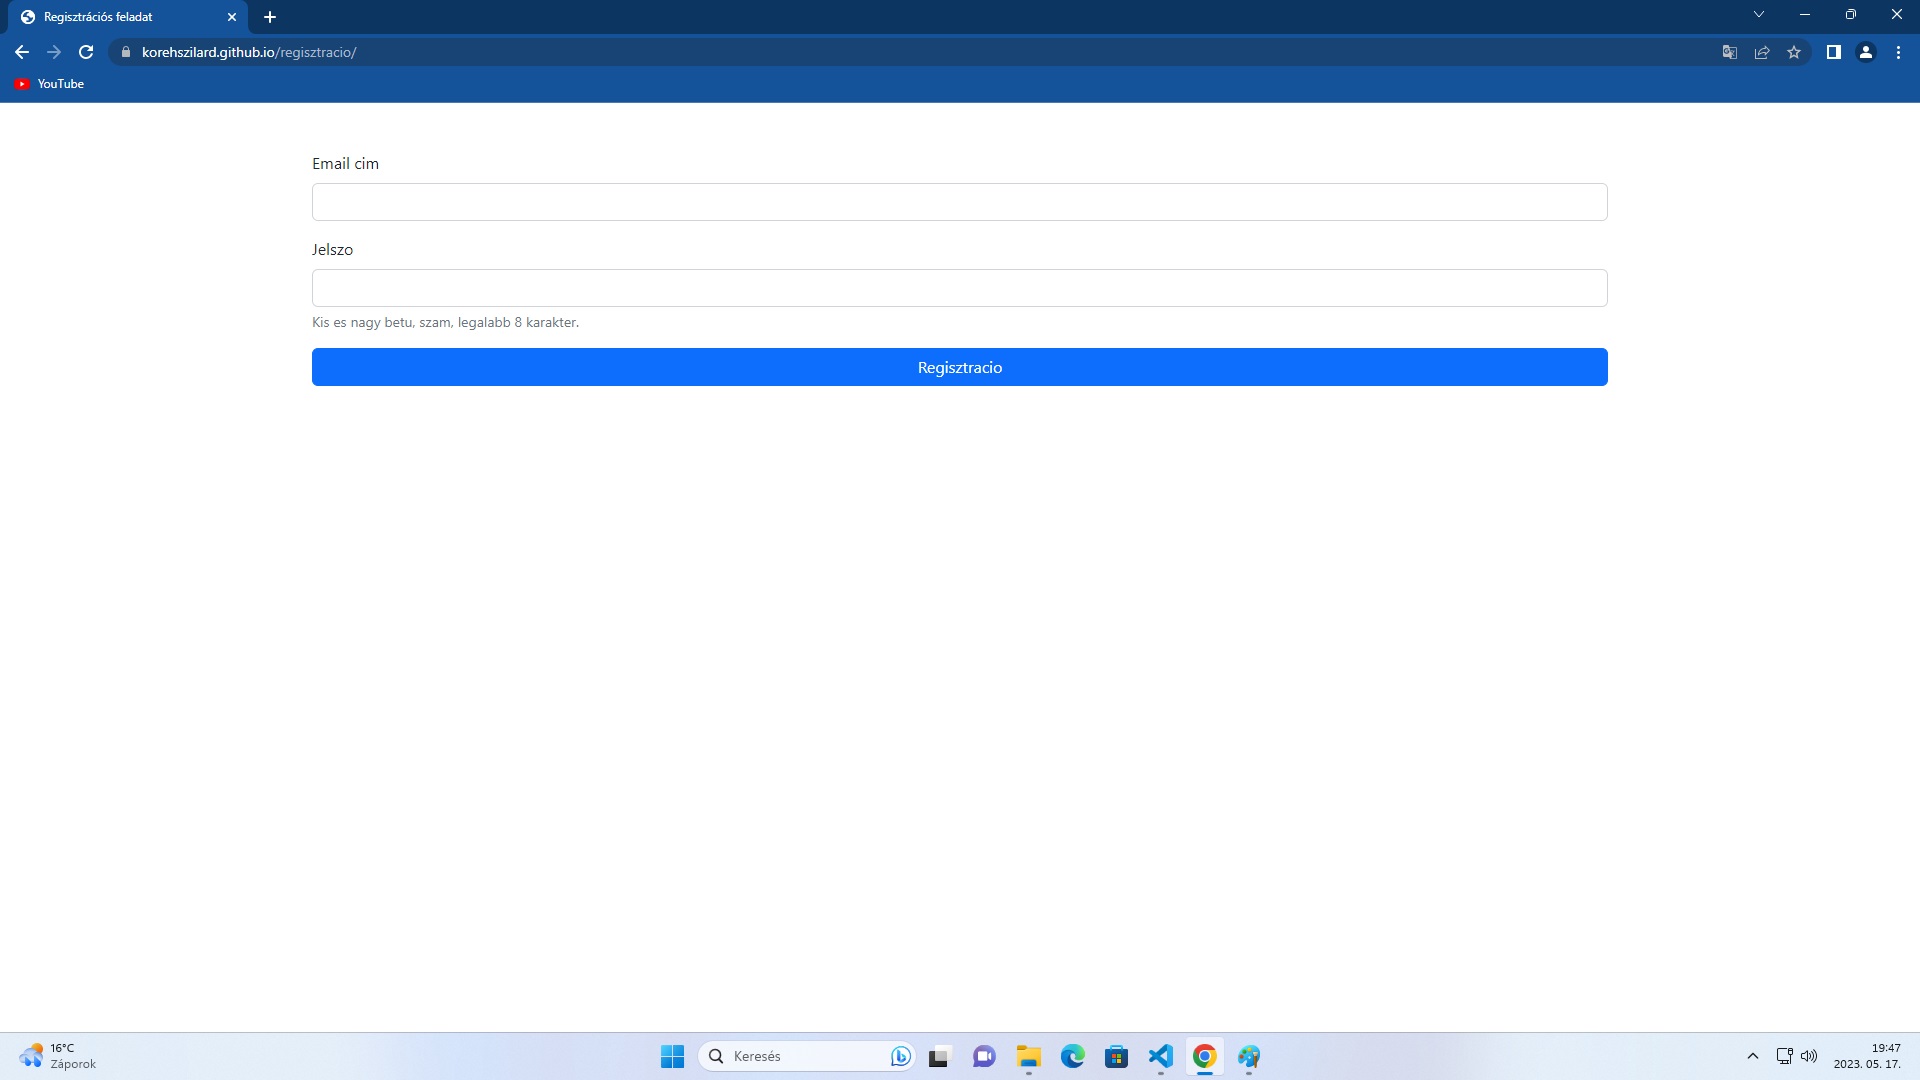 Regisztrációs feladat
korehszilard.github.io/regisztracio/
YouTube
Email cim
Jelszo
Kis es nagy betu, szam, legalabb 8 karakter.
Regisztracio
16°C
Záporok
Keresés
19:47
2023. 05. 17.